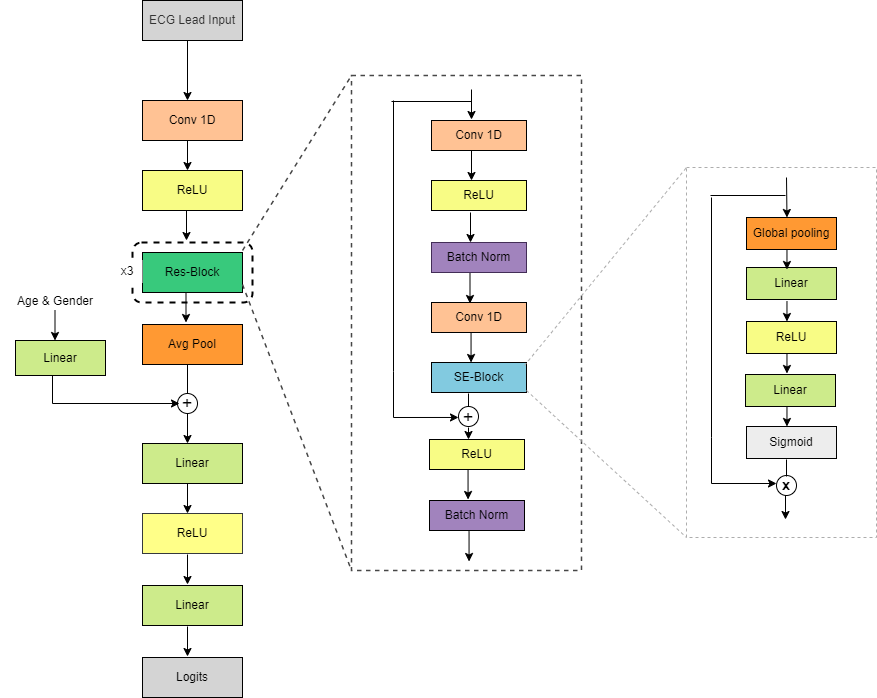 ECG Lead Input
Conv 1D
ReLU
x3
Res-Block
Age & Gender
Linear
Avg Pool
+
Linear
ReLU
Linear
Logits
Conv 1D
ReLU
Batch Norm
Conv 1D
SE-Block
+
ReLU
Batch Norm
Global pooling
Linear
ReLU
Linear
Sigmoid
x